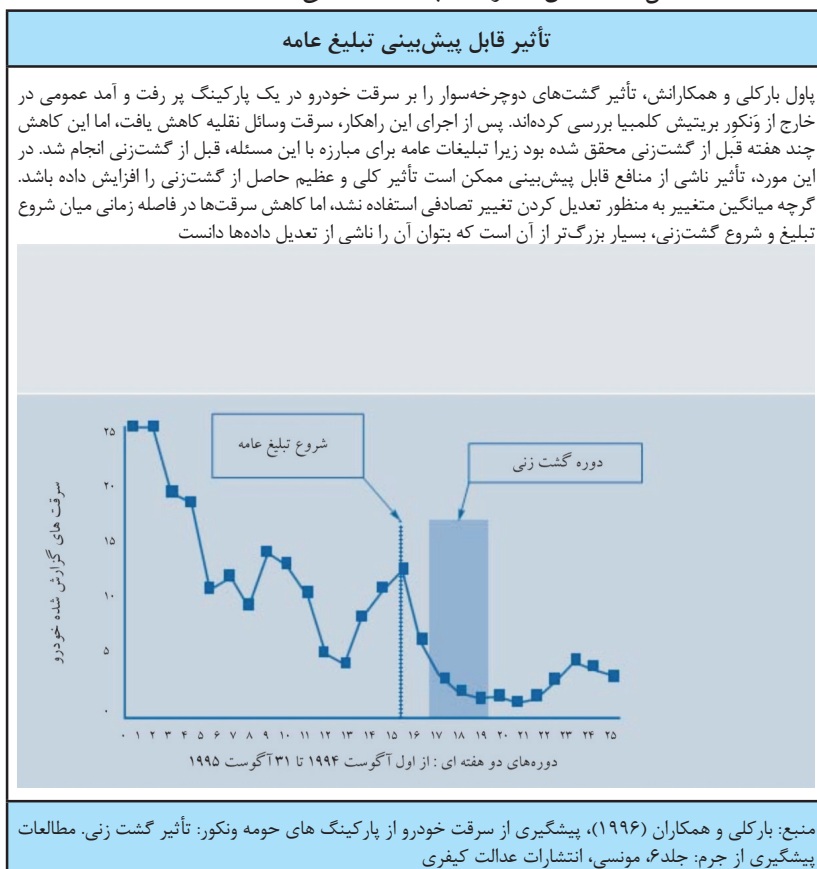 تأثیر قابل پیش‌بینی تبلیغ عامه
پاول بارکلی و همکارانش، تأثیر گشت‌های دوچرخه‌سوار را بر سرقت خودرو در یک پارکینگ پر رفت و آمد عمومی در
خارج از وَنکوِر بریتیش کلمبیا بررسی کرده‌اند. پس از اجرای این راهکار، سرقت وسائل نقلیه کاهش یافت، اما این کاهش
چند هفته قبل از گشت‌زنی محقق شده بود زیرا تبلیغات عامه برای مبارزه با این مسئله، قبل از گشت‌زنی انجام شد. در
این مورد، تأثیر ناشی از منافع قابل پیش‌بینی ممکن است تأثیر کلی و عظیم حاصل از گشت‌زنی را افزایش داده باشد.
گرچه میانگین متغییر به منظور تعدیل کردن تغییر تصادفی استفاده نشد، اما کاهش سرقت‌ها در فاصله زمانی میان شروع
تبلیغ و شروع گشت‌زنی، بسیار بزرگ‌تر از آن است که بتوان آن را ناشی از تعدیل داده‌ها دانست
شروع تبلیغ عامه
دوره گشت زنی
سرقت های گزارش شده خودرو
۲۵
۲۰
۱۵
۱۰
۵
۰
۰ ۱ ۲ ۳ ۴ ۵ ۶ ۷ ۸ ۹ ۱۰ ۱۱ ۱۲ ۱۳ ۱۴ ۱۵ ۱۶ ۱۷ ۱۸ ۱۹ ۲۰ ۲۱ ۲۲ ۲۳ ۲۴ ۲۵
دوره‌های دو هفته ای : از اول آگوست ۱۹۹۴ تا ۳۱ آگوست ۱۹۹۵
منبع: بارکلی و همکاران (۱۹۹۶)، پیشگیری از سرقت خودرو از پارکینگ های حومه ونکور: تأثیر گشت زنی. مطالعات
پیشگیری از جرم: جلد۶، مونسی، انتشارات عدالت کیفری